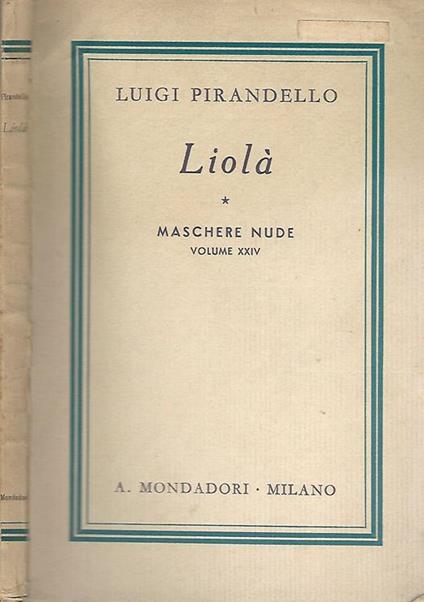 Pirandello
Liolà
Mondadori
LUIGI PIRANDELLO
Liolà
*
MASCHERE NUDE
VOLUME XXIV
A. MONDADORI · MILANO